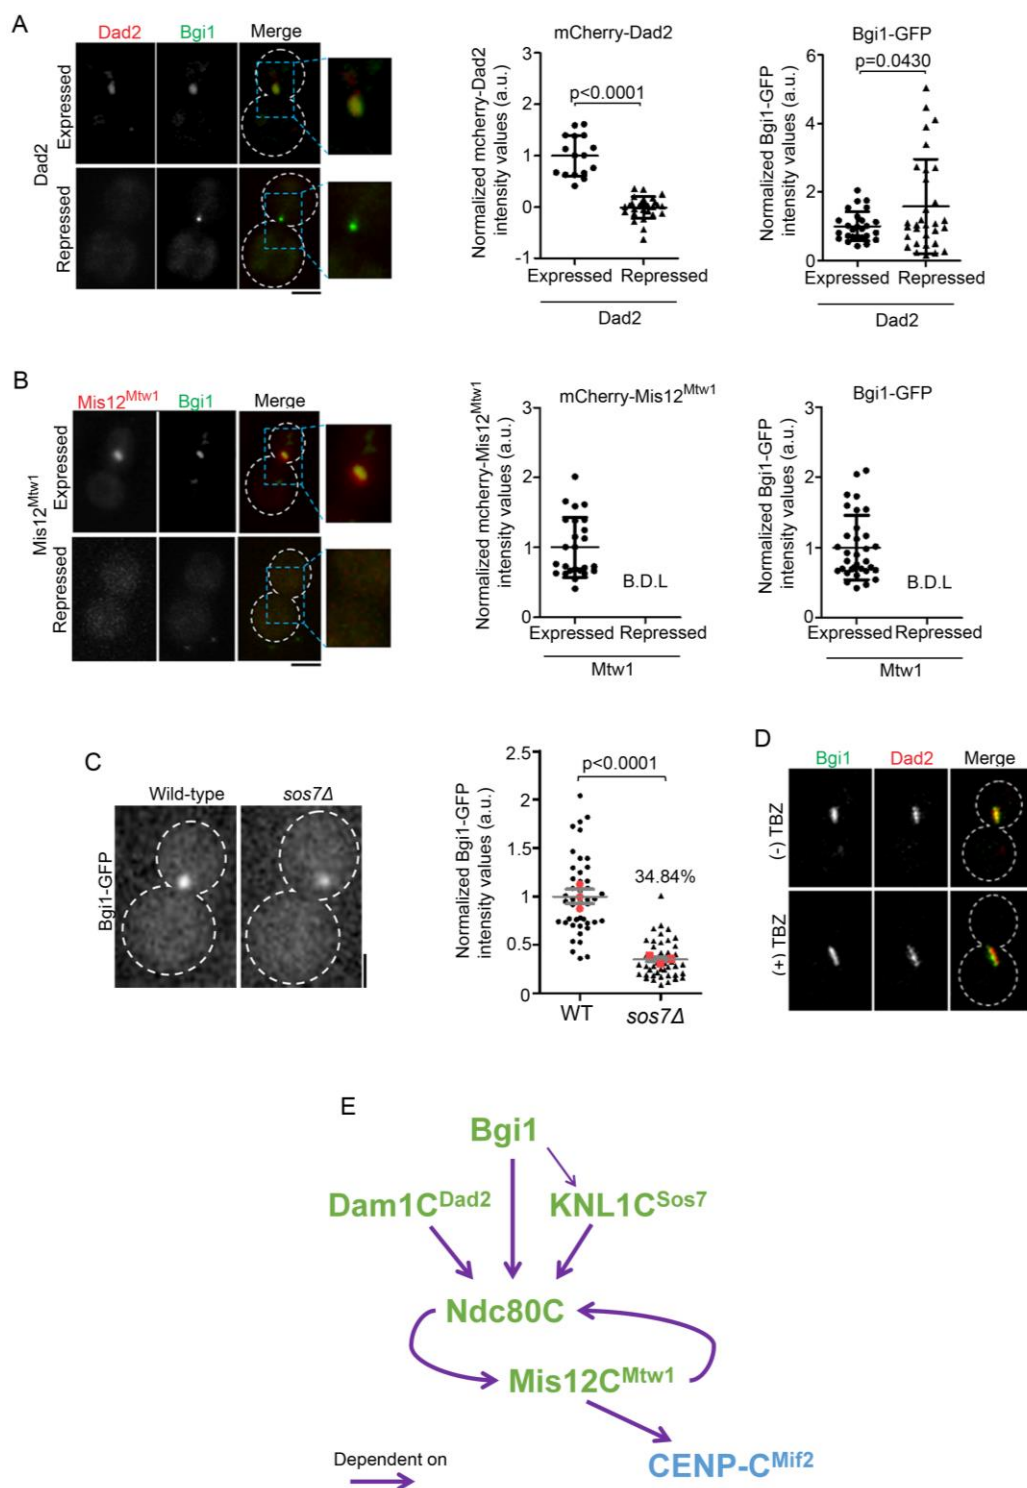 A
Dad2 Bgi1 Merge
Dad2
Expressed
Repressed
mCherry-Dad2
Normalized mcherry-Dad2
intensity values (a.u.)
3
2
1
0
-1
p<0.0001
Expressed Repressed
Dad2
Bgi1-GFP
Normalized Bgi1-GFP
intensity values (a.u.)
6
4
2
0
p=0.0430
Expressed Repressed
Dad2
B
Mis12Mtw1 Bgi1 Merge
Mis12Mtw1
Expressed
Repressed
mCherry-Mis12Mtw1
Normalized mcherry-Mis12Mtw1
intensity values (a.u.)
3
2
1
0
B.D.L
Expressed Repressed
Mtw1
Bgi1-GFP
Normalized Bgi1-GFP
intensity values (a.u.)
3
2
1
0
B.D.L
Expressed Repressed
Mtw1
C
Wild-type sos7Δ
Bgi1-GFP
Normalized Bgi1-GFP
intensity values (a.u.)
2.5
2
1.5
1
0.5
0
p<0.0001
34.84%
WT sos7Δ
D
Bgi1 Dad2 Merge
(-) TBZ
(+) TBZ
E
Bgi1
Dam1CDad2 KNL1CSos7
Ndc80C
Mis12CMtw1
CENP-CMif2
Dependent on